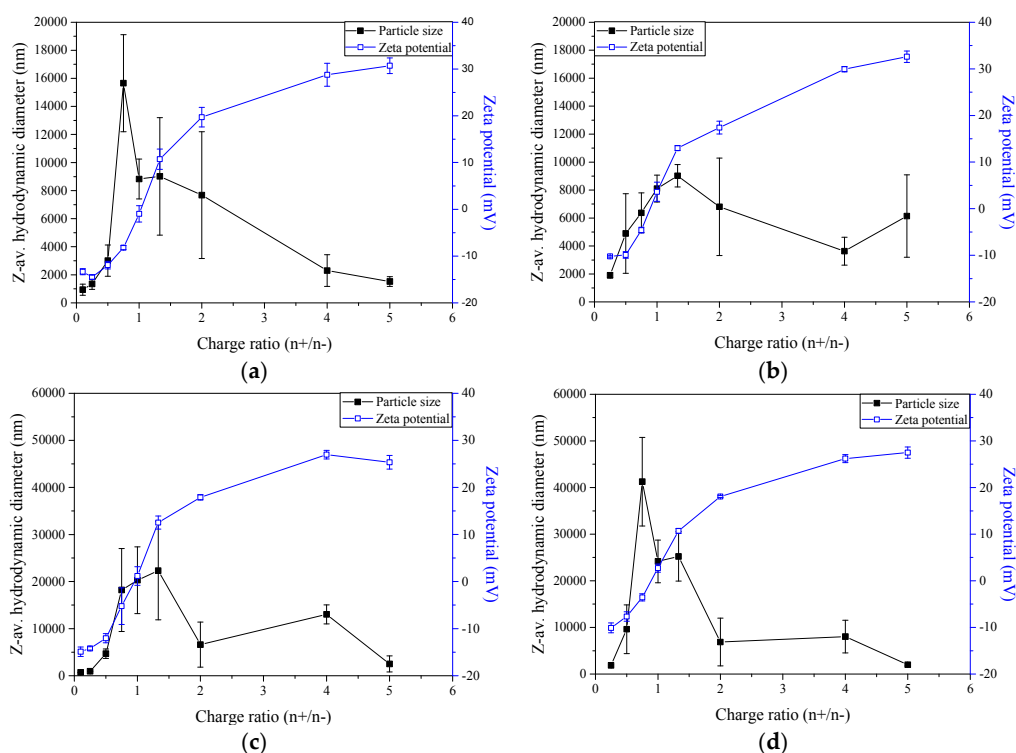 20000
18000
16000
14000
12000
10000
8000
6000
4000
2000
0
Z-av. hydrodynamic diameter (nm)
Particle size
Zeta potential
40
30
20
10
0
-10
-20
Zeta potential (mV)
0 1 2 3 4 5 6
Charge ratio (n+/n-)
(a)
20000
18000
16000
14000
12000
10000
8000
6000
4000
2000
0
Z-av. hydrodynamic diameter (nm)
Particle size
Zeta potential
40
30
20
10
0
-10
-20
Zeta potential (mV)
0 1 2 3 4 5 6
Charge ratio (n+/n-)
(b)
60000
50000
40000
30000
20000
10000
0
Z-av. hydrodynamic diameter (nm)
Particle size
Zeta potential
40
30
20
10
0
-10
-20
Zeta potential (mV)
0 1 2 3 4 5 6
Charge ratio (n+/n-)
(c)
60000
50000
40000
30000
20000
10000
0
Z-av. hydrodynamic diameter (nm)
Particle size
Zeta potential
40
30
20
10
0
-10
-20
Zeta potential (mV)
0 1 2 3 4 5 6
Charge ratio (n+/n-)
(d)